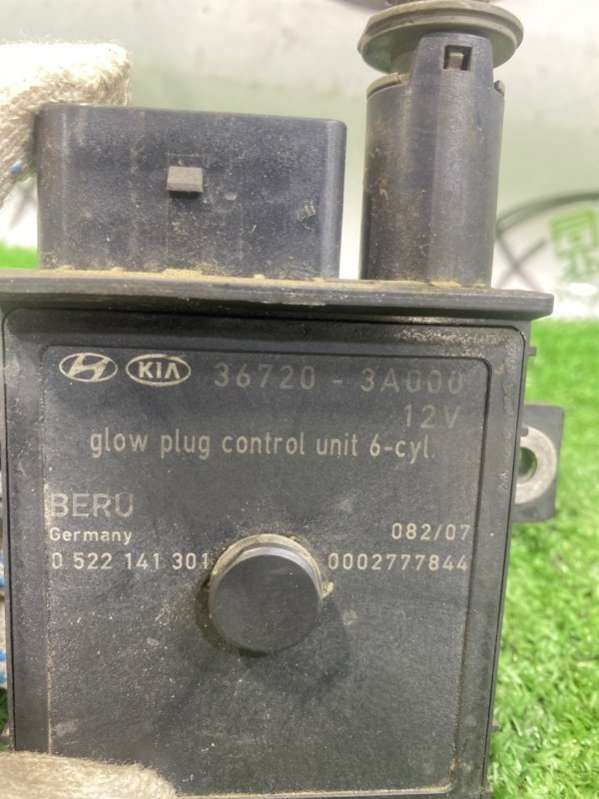 KIA 36720 - 3A000
12V
glow plug control unit 6-cyl.
BERU
Germany 082/07
0 522 141 301 0002777844